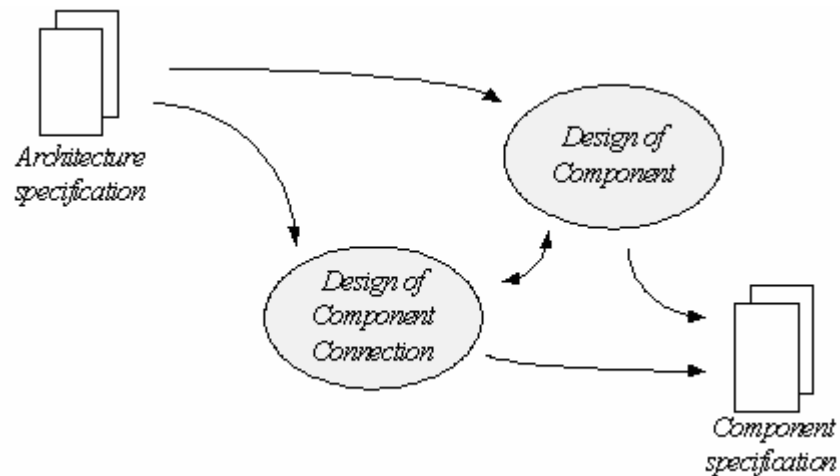 Architecture
specification
Design of
Component
Design of
Component
Connection
Component
specification